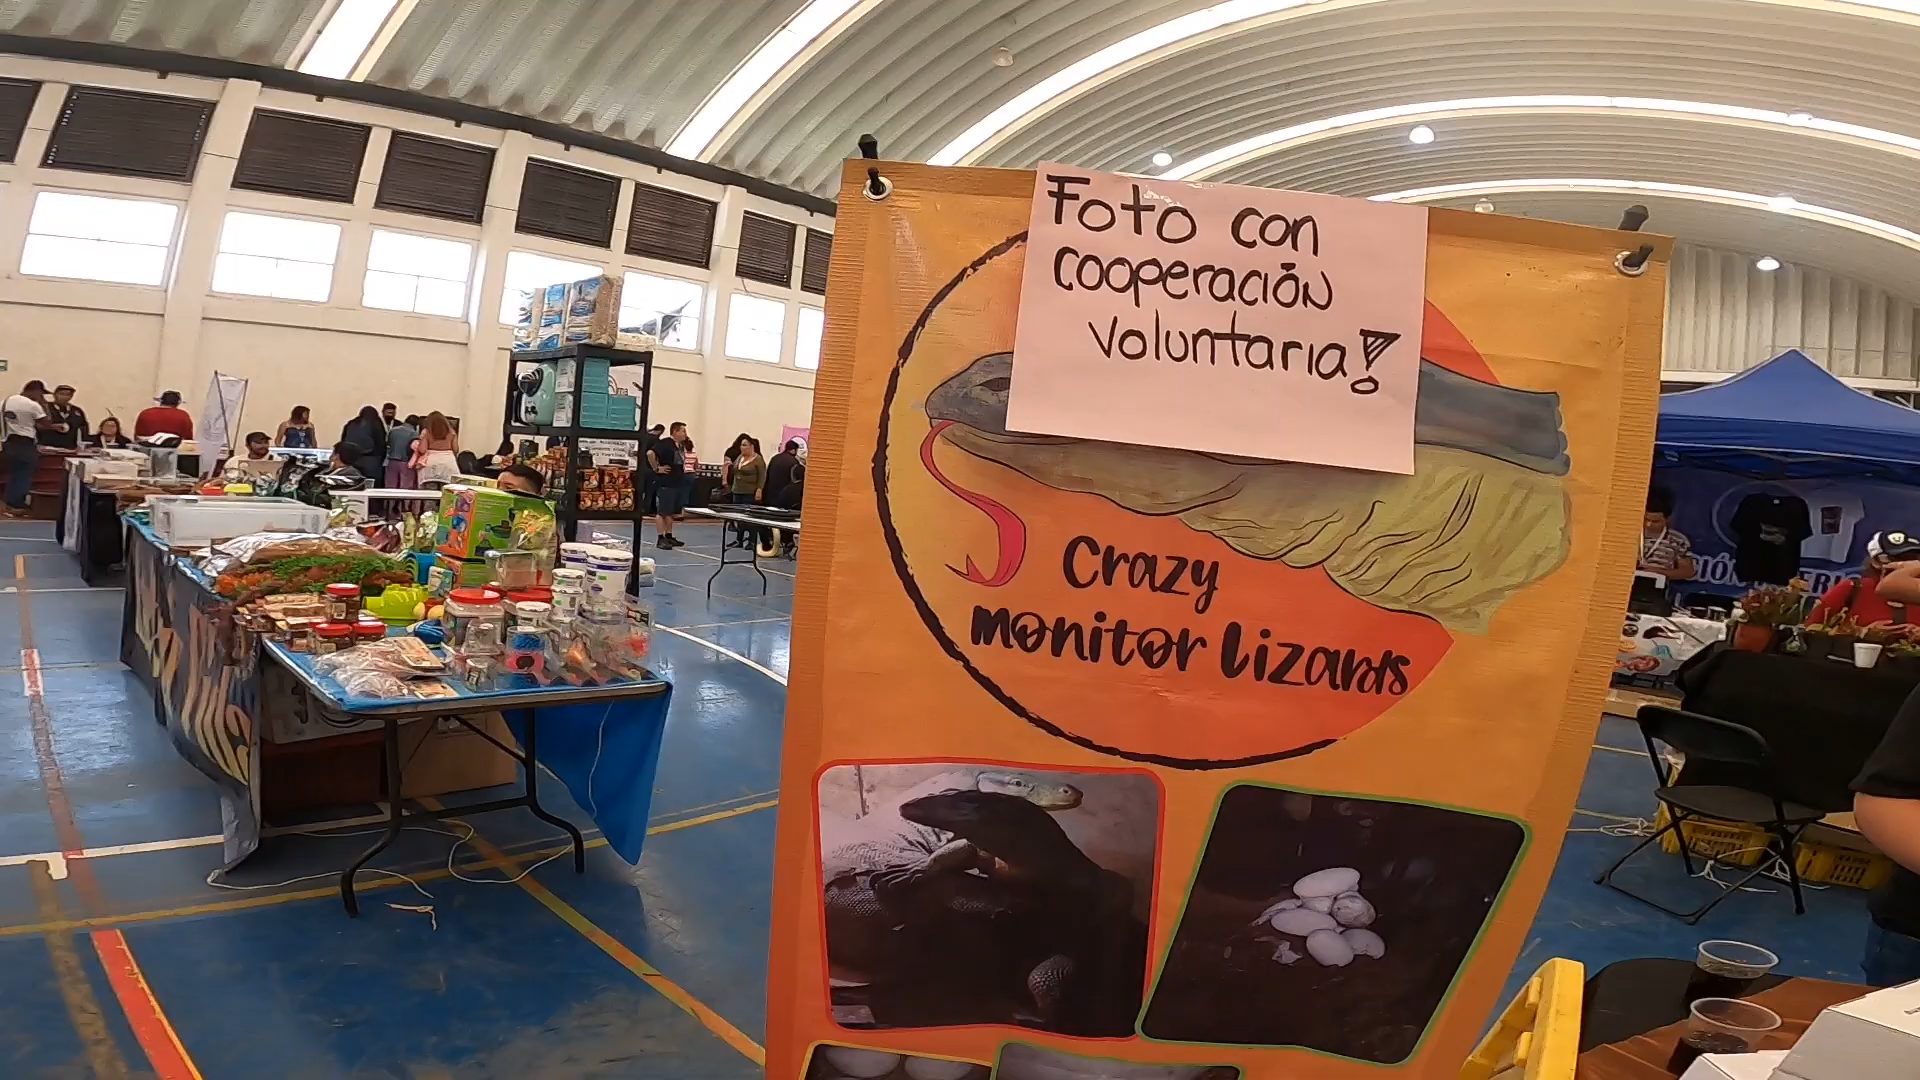 Foto con
cooperación
voluntaria!
Crazy
monitor lizards